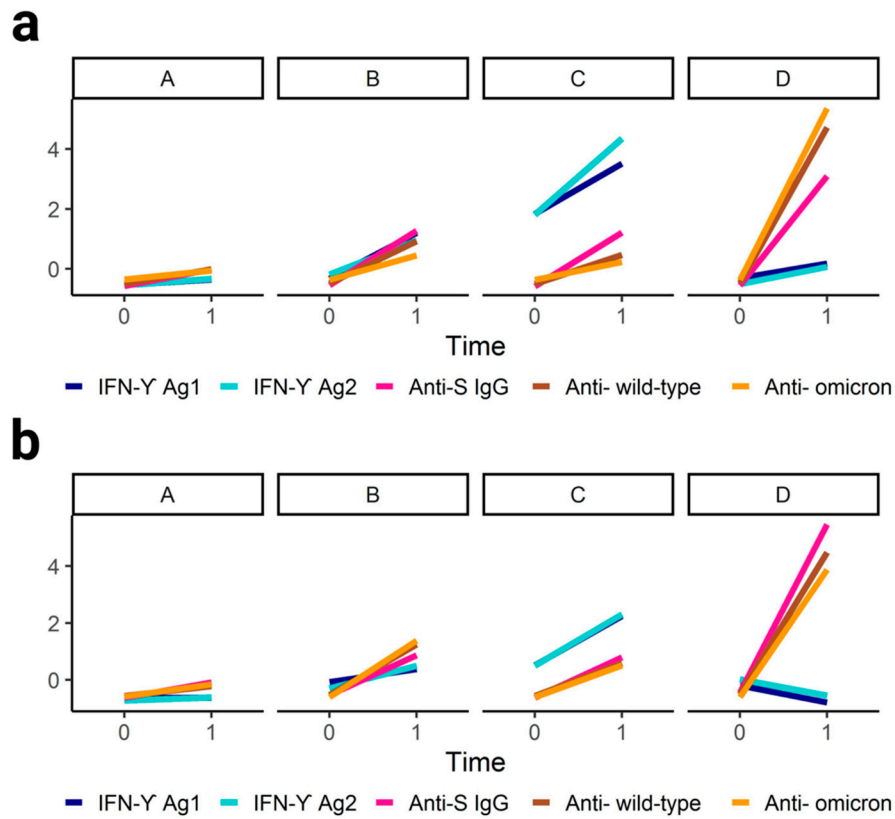 a
A B C D
4
2
0
0 1 0 1 0 1 0 1
Time
IFN-ϒ Ag1 IFN-ϒ Ag2 Anti-S IgG Anti- wild-type Anti- omicron
b
A B C D
4
2
0
0 1 0 1 0 1 0 1
Time
IFN-ϒ Ag1 IFN-ϒ Ag2 Anti-S IgG Anti- wild-type Anti- omicron